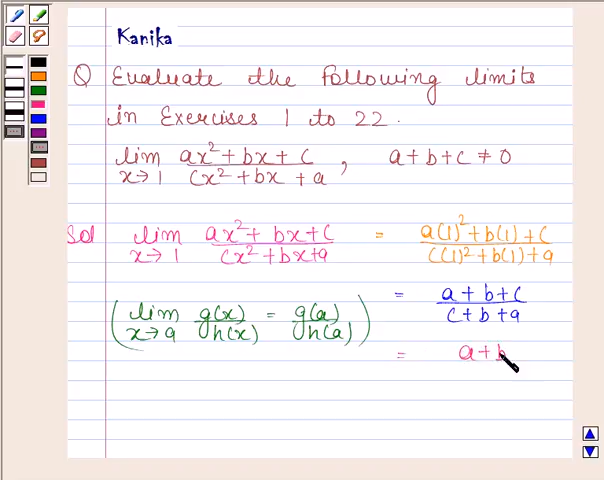 Kanika
Q Evaluate the following limits
in Exercises 1 to 22.
lim x→1 (ax² + bx + c)/(cx² + bx + a), a + b + c ≠ 0
Sol lim x→1 (ax² + bx + c)/(cx² + bx + a) = (a(1)² + b(1) + c)/(c(1)² + b(1) + a)
(lim x→a g(x)/h(x) = g(a)/h(a)) = (a + b + c)/(c + b + a)
= a + b